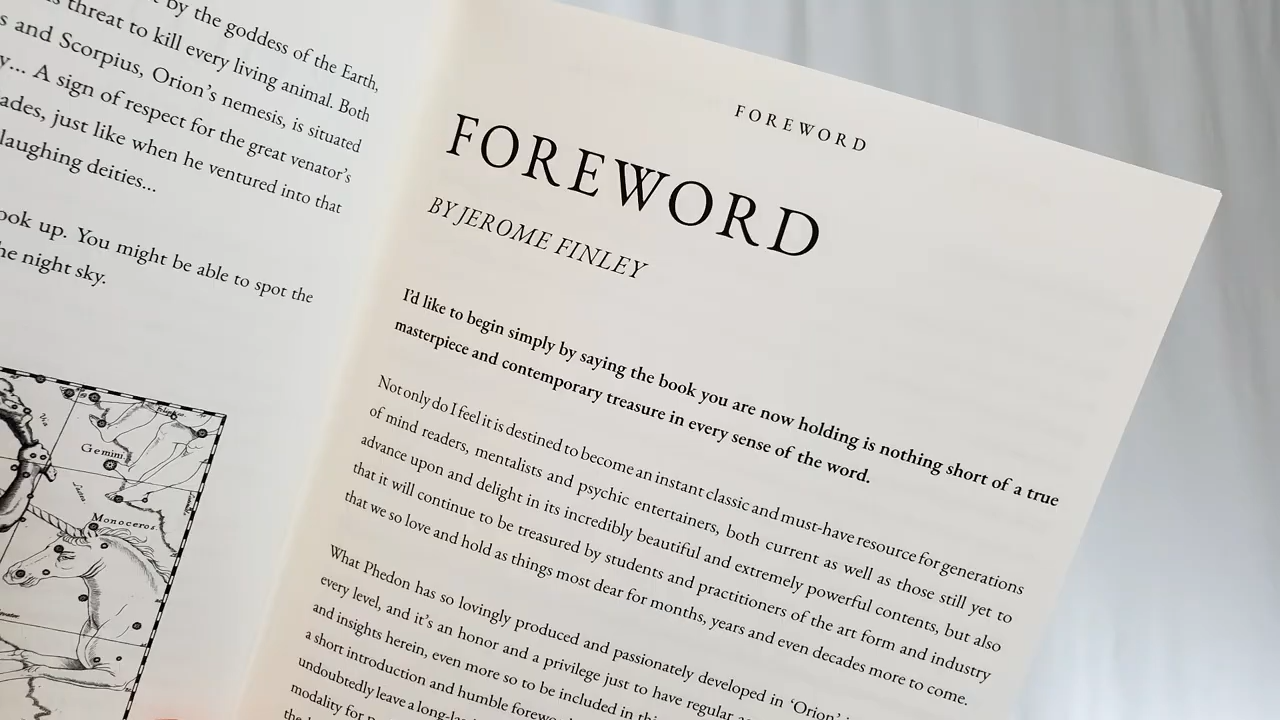 by the goddess of the Earth,
threat to kill every living animal. Both
and Scorpius, Orion's nemesis, is situated
A sign of respect for the great venator's
just like when he ventured into that
laughing deities...
up. You might be able to spot the
night sky.
Gemini
Monoceros
FOREWORD
FOREWORD
BY JEROME FINLEY
I'd like to begin simply by saying the book you are now holding is nothing short of a true
masterpiece and contemporary treasure in every sense of the word.
Not only do I feel it is destined to become an instant classic and must-have resource for generations
of mind readers, mentalists and psychic entertainers, both current as well as those still yet to
advance upon and delight in its incredibly beautiful and extremely powerful contents, but also
that it will continue to be treasured by students and practitioners of the art form and industry
that we so love and hold as things most dear for months, years and even decades more to come.
What Phedon has so lovingly produced and passionately developed in 'Orion'
every level, and it's an honor and a privilege just to have regular
and insights herein, even more so to be included in
a short introduction and humble
undoubtedly leave a
modality for